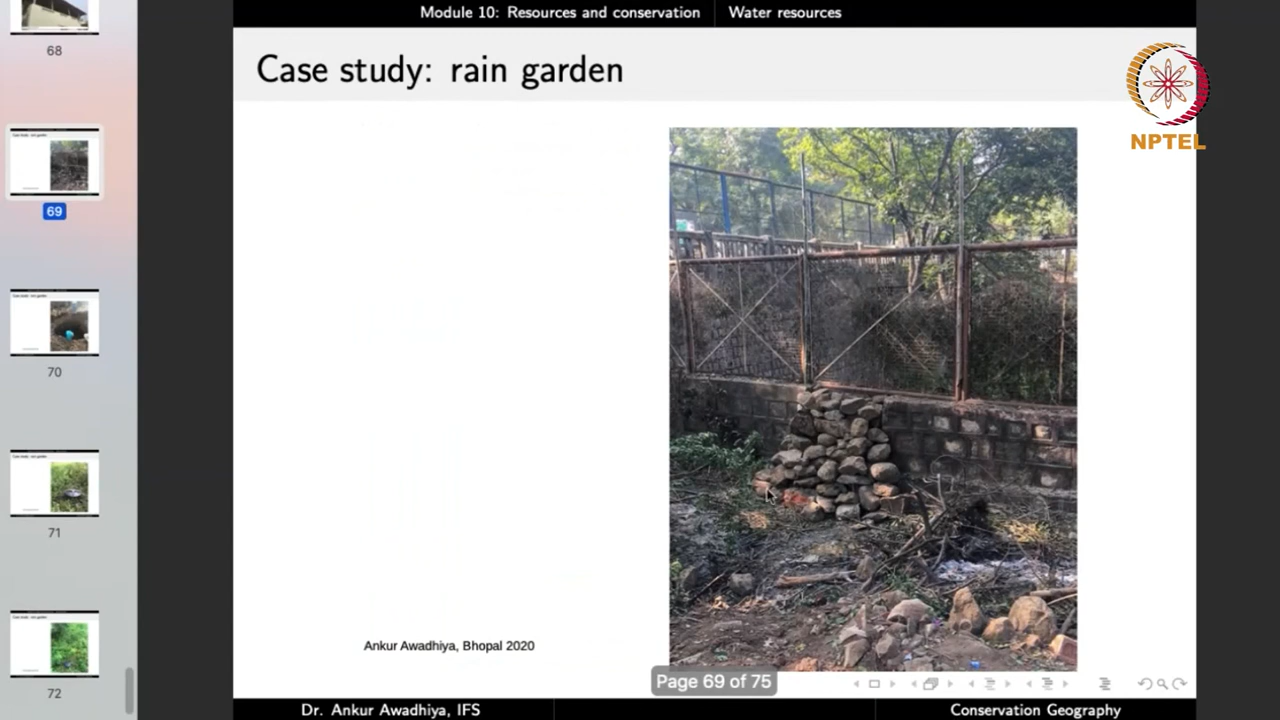 Module 10: Resources and conservation Water resources
Case study: rain garden
NPTEL
68
69
70
71
72
Ankur Awadhiya, Bhopal 2020
Page 69 of 75
Dr. Ankur Awadhiya, IFS Conservation Geography